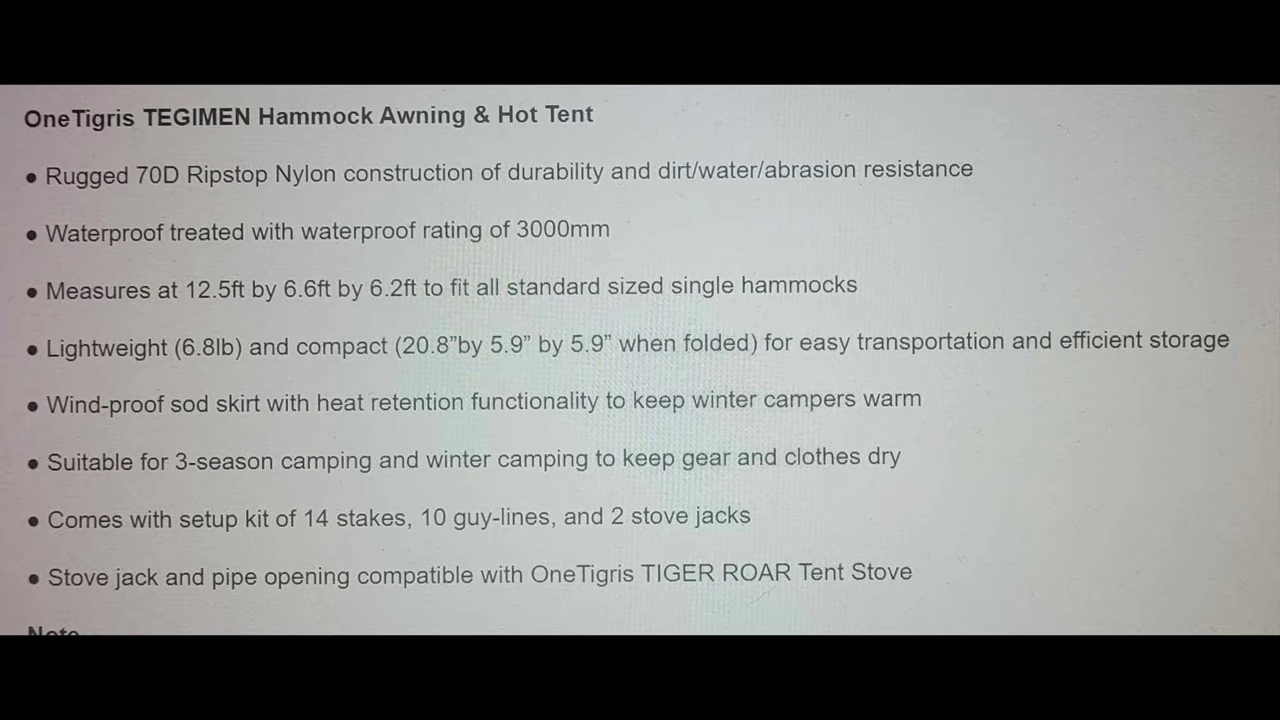 OneTigris TEGIMEN Hammock Awning & Hot Tent
● Rugged 70D Ripstop Nylon construction of durability and dirt/water/abrasion resistance
● Waterproof treated with waterproof rating of 3000mm
● Measures at 12.5ft by 6.6ft by 6.2ft to fit all standard sized single hammocks
● Lightweight (6.8lb) and compact (20.8”by 5.9” by 5.9” when folded) for easy transportation and efficient storage
● Wind-proof sod skirt with heat retention functionality to keep winter campers warm
● Suitable for 3-season camping and winter camping to keep gear and clothes dry
● Comes with setup kit of 14 stakes, 10 guy-lines, and 2 stove jacks
● Stove jack and pipe opening compatible with OneTigris TIGER ROAR Tent Stove
Note